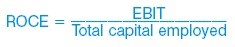 ROCE = EBIT
Total capital employed